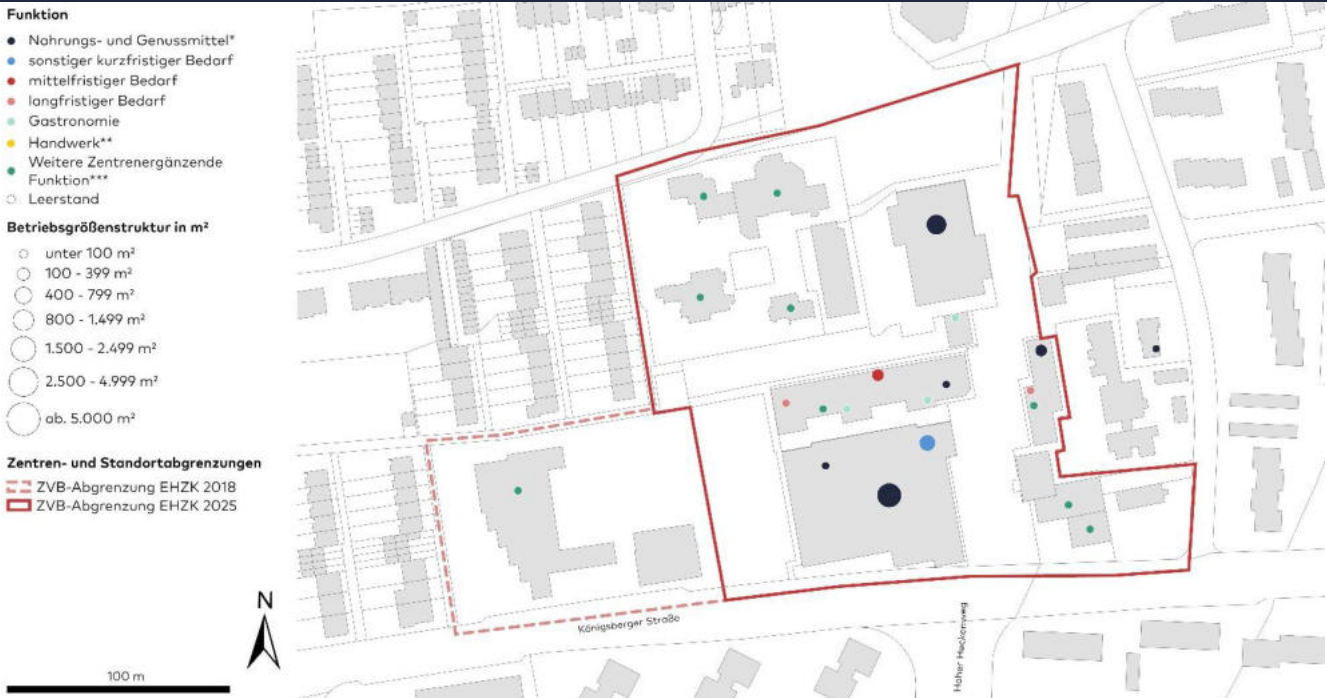 Funktion
Nahrungs- und Genussmittel*
sonstiger kurzfristiger Bedarf
mittelfristiger Bedarf
langfristiger Bedarf
Gastronomie
Handwerk**
Weitere Zentrenergänzende
Funktion***
Leerstand
Betriebsgrößenstruktur in m²
unter 100 m²
100 - 399 m²
400 - 799 m²
800 - 1.499 m²
1.500 - 2.499 m²
2.500 - 4.999 m²
ab. 5.000 m²
Zentren- und Standortabgrenzungen
ZVB-Abgrenzung EHZK 2018
ZVB-Abgrenzung EHZK 2025
N
100 m
Königsberger Straße
Hoher Heckenweg